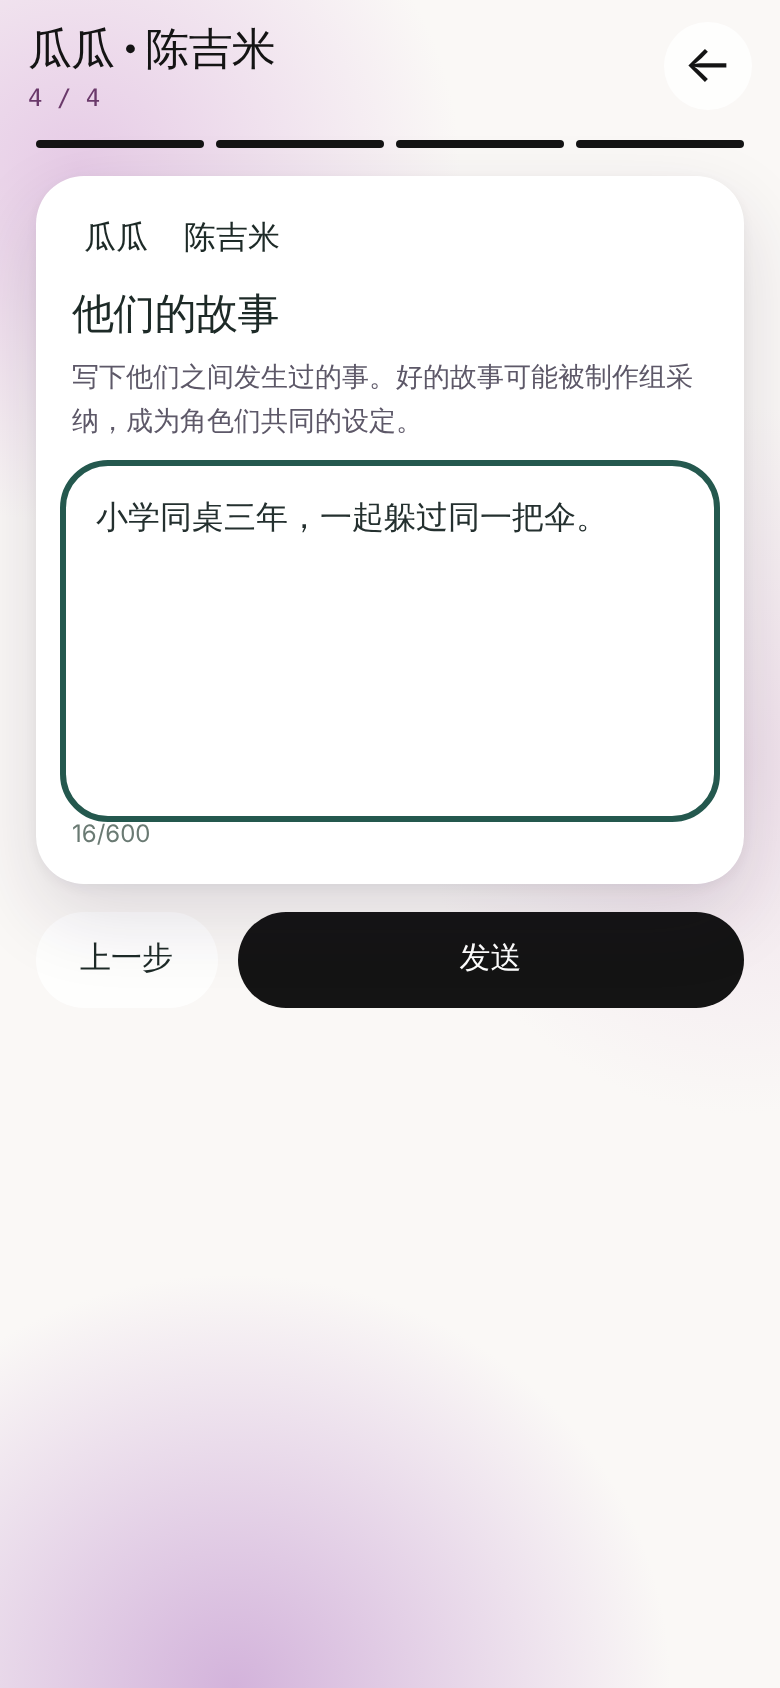 瓜瓜·陈吉米
4 / 4
瓜瓜 陈吉米
他们的故事
写下他们之间发生过的事。好的故事可能被制作组采
纳，成为角色们共同的设定。
小学同桌三年，一起躲过同一把伞。
16/600
上一步 发送